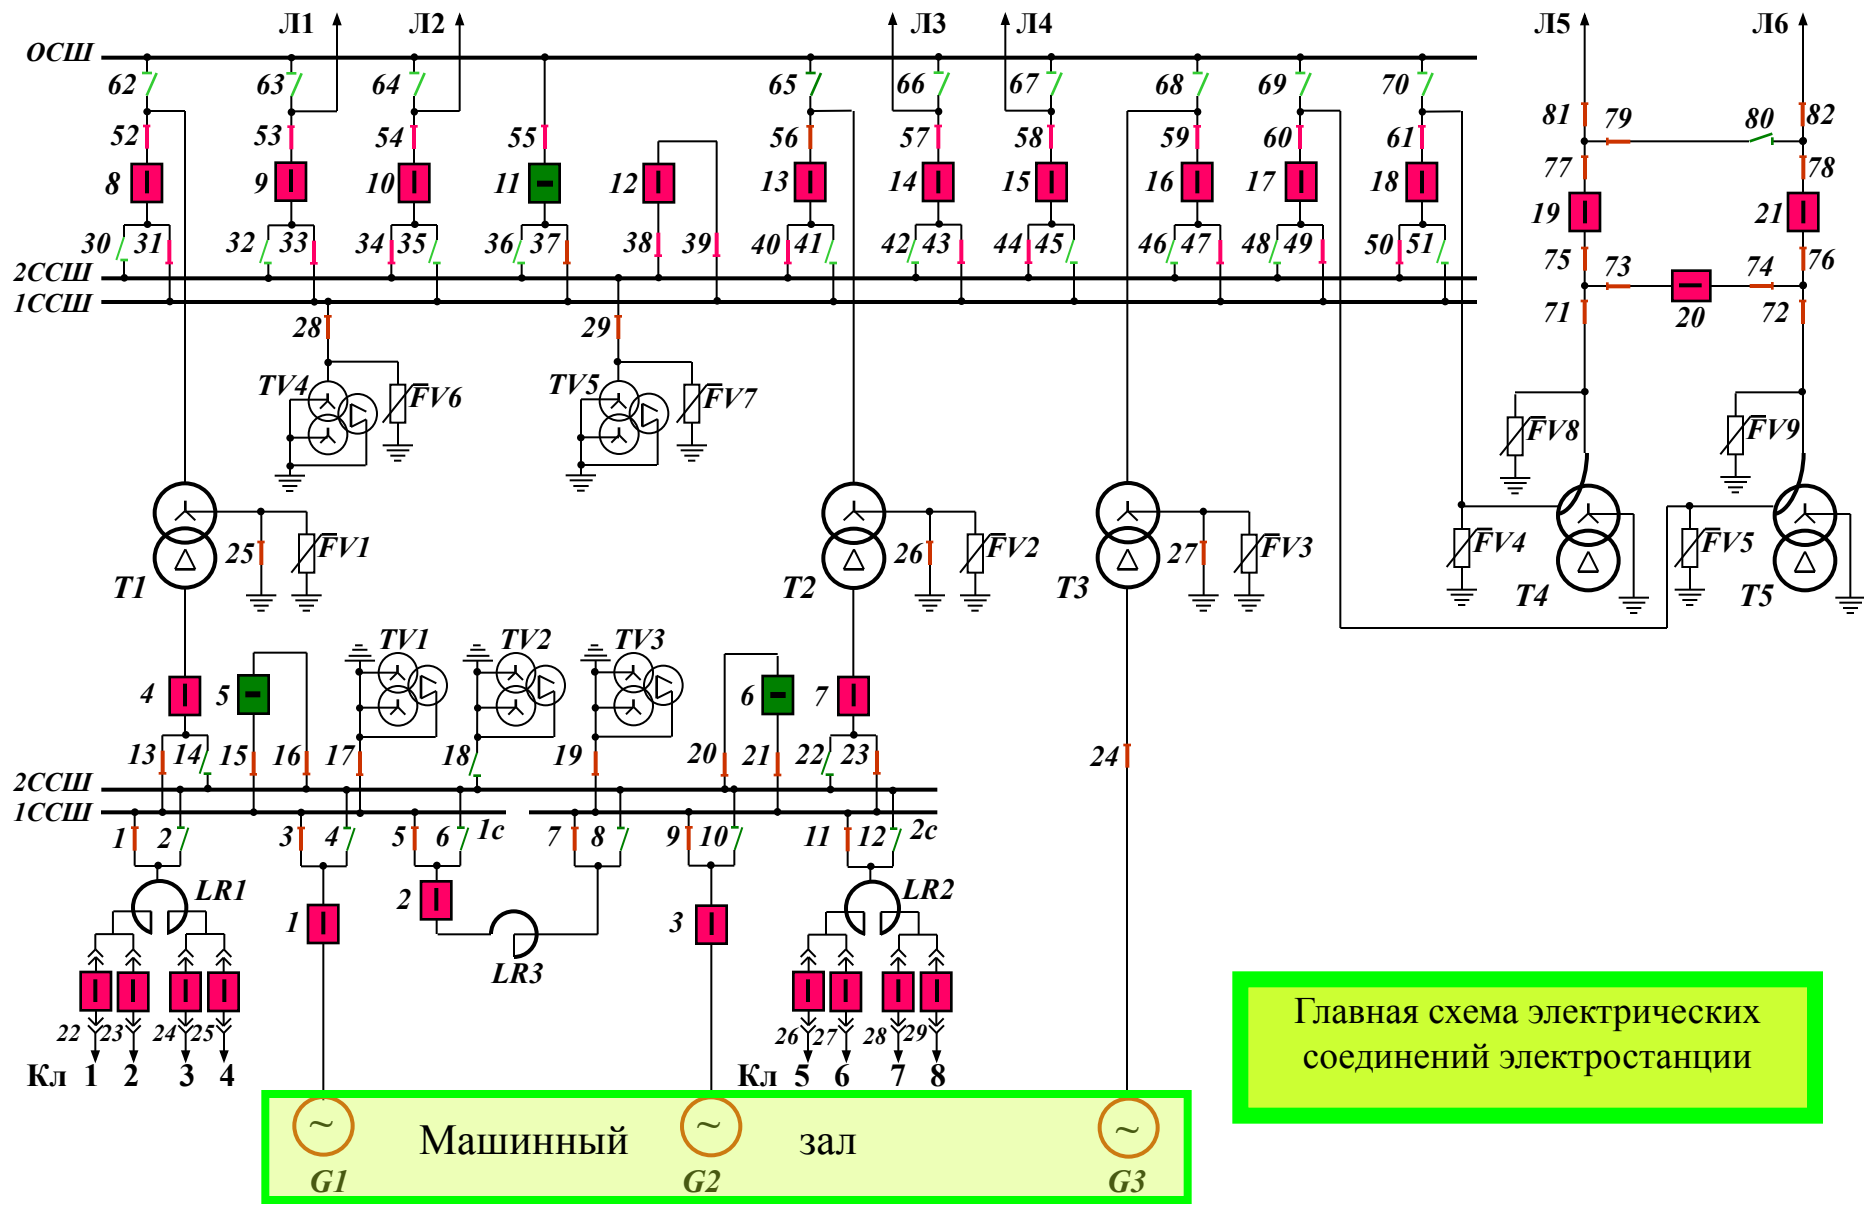 Л1 Л2 Л3 Л4 Л5 Л6
ОСШ
62 63 64 65 66 67 68 69 70
81 79 80 82
52 53 54 55 56 57 58 59 60 61
77 78
8 9 10 11 12 13 14 15 16 17 18
19 21
30 31 32 33 34 35 36 37 38 39 40 41 42 43 44 45 46 47 48 49 50 51
75 73 74 76
2ССШ
1ССШ
28 29 71 20 72
TV4 FV6 TV5 FV7
FV8 FV9
25 FV1 26 FV2 27 FV3 FV4 FV5
T1 T2 T3 T4 T5
TV1 TV2 TV3
4 5 6 7
13 14 15 16 17 18 19 20 21 22 23 24
2ССШ
1ССШ
1 2 3 4 5 6 1с 7 8 9 10 11 12 2с
LR1 2 LR2
1 3
LR3
22 23 24 25 26 27 28 29
Кл 1 2 3 4 Кл 5 6 7 8
Главная схема электрических
соединений электростанции
~ ~ ~
Машинный зал
G1 G2 G3